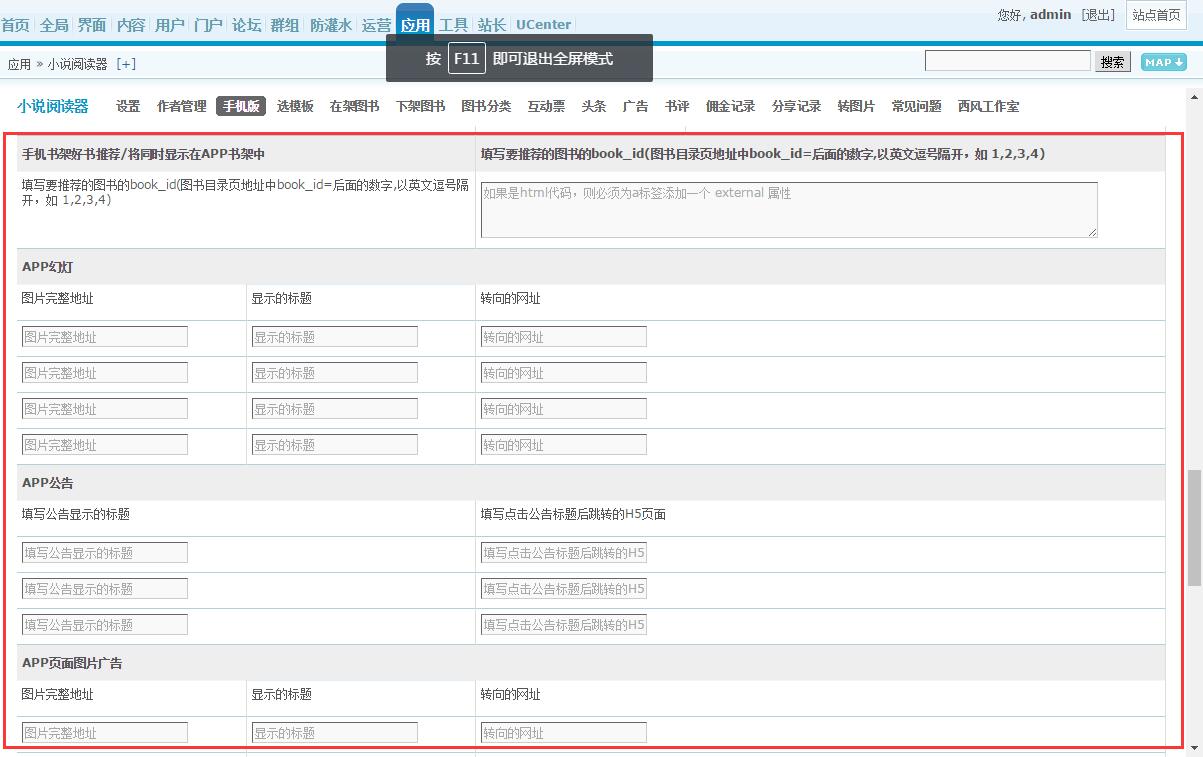 首页 全局 界面 内容 用户 门户 论坛 群组 防灌水 运营 应用 工具 站长 UCenter
您好, admin [退出] 站点首页
按 F11 即可退出全屏模式
应用 » 小说阅读器 [+]
搜索 MAP↓
小说阅读器 设置 作者管理 手机版 选模板 在架图书 下架图书 图书分类 互动票 头条 广告 书评 佣金记录 分享记录 转图片 常见问题 西风工作室
手机书架好书推荐/将同时显示在APP书架中 填写要推荐的图书的book_id(图书目录页地址中book_id=后面的数字,以英文逗号隔开，如 1,2,3,4)
填写要推荐的图书的book_id(图书目录页地址中book_id=后面的数字,以英文逗号隔
开，如 1,2,3,4)
如果是html代码，则必须为a标签添加一个 external 属性
APP幻灯
图片完整地址 显示的标题 转向的网址
图片完整地址 显示的标题 转向的网址
图片完整地址 显示的标题 转向的网址
图片完整地址 显示的标题 转向的网址
图片完整地址 显示的标题 转向的网址
APP公告
填写公告显示的标题 填写点击公告标题后跳转的H5页面
填写公告显示的标题 填写点击公告标题后跳转的H5
填写公告显示的标题 填写点击公告标题后跳转的H5
填写公告显示的标题 填写点击公告标题后跳转的H5
APP页面图片广告
图片完整地址 显示的标题 转向的网址
图片完整地址 显示的标题 转向的网址